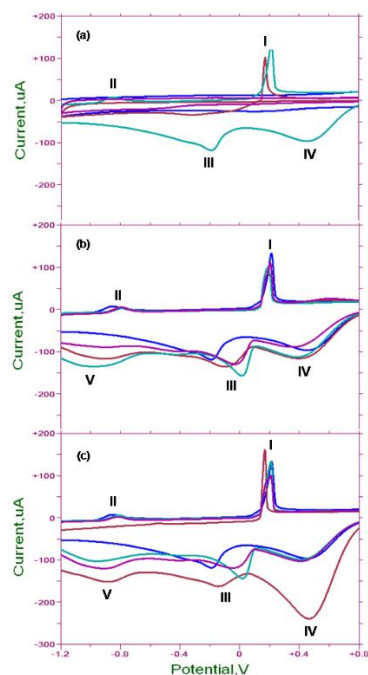 +200
(a)
I
+100
II
0
Current,uA
-100
III
IV
-200
+200
(b)
I
+100
II
0
Current,uA
-100
V
III
IV
-200
+200
(c)
I
+100
II
0
Current,uA
-100
V
III
-200
IV
-300
-1.2 -0.8 -0.4 0 +0.4 +0.8
Potential,V